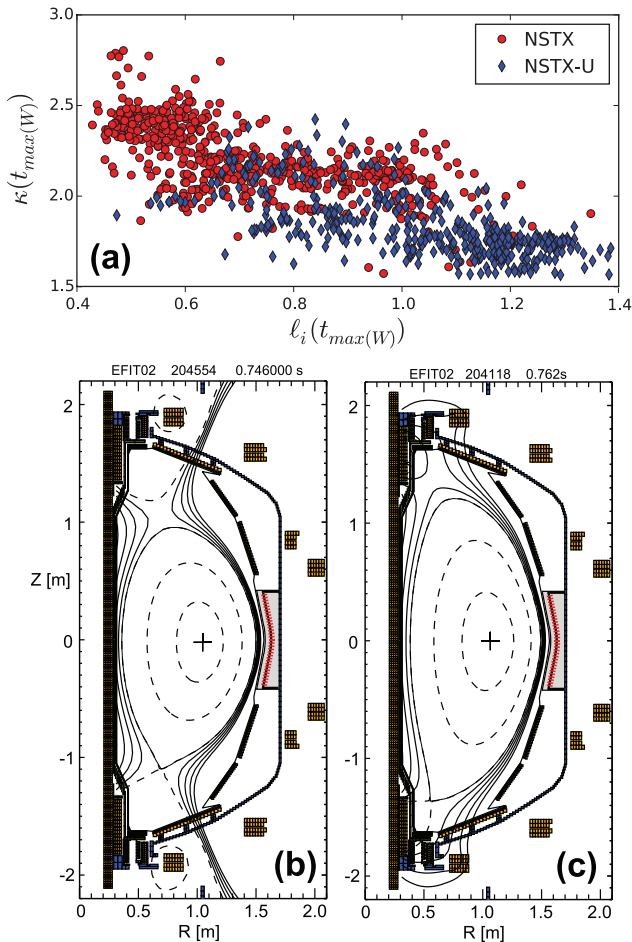 NSTX
NSTX-U
κ(t_max(W))
3.0
2.5
2.0
1.5
(a)
0.4 0.6 0.8 1.0 1.2 1.4
ℓ_i(t_max(W))
EFIT02 204554 0.746000 s
EFIT02 204118 0.762s
2
1
Z [m]
0
-1
-2
(b)
0 0.5 1.0 1.5 2.0
R [m]
2
1
0
-1
-2
(c)
0 0.5 1.0 1.5 2.0
R [m]